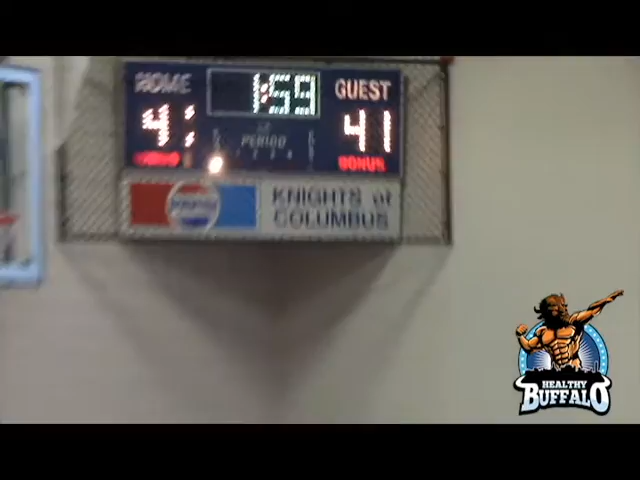 HOME
1:59
GUEST
41
PERIOD
BONUS
KNIGHTS of
COLUMBUS
HEALTHY
BUFFALO